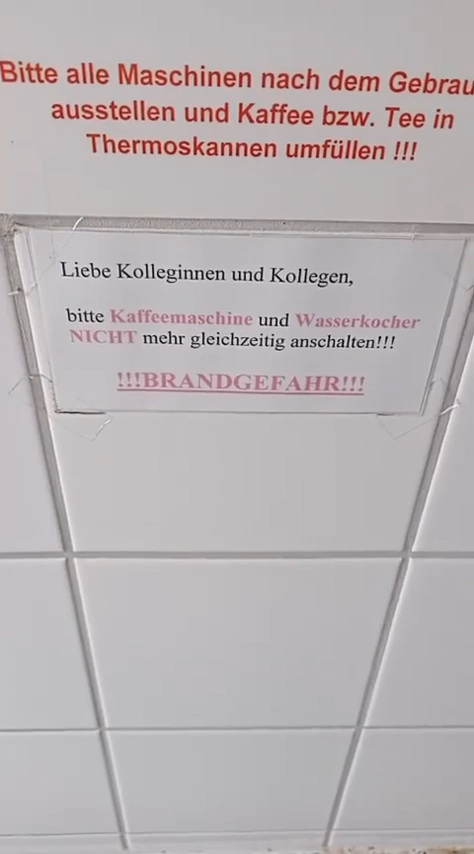 Bitte alle Maschinen nach dem Gebrau
ausstellen und Kaffee bzw. Tee in
Thermoskannen umfüllen !!!
Liebe Kolleginnen und Kollegen,
bitte Kaffeemaschine und Wasserkocher
NICHT mehr gleichzeitig anschalten!!!
!!!BRANDGEFAHR!!!